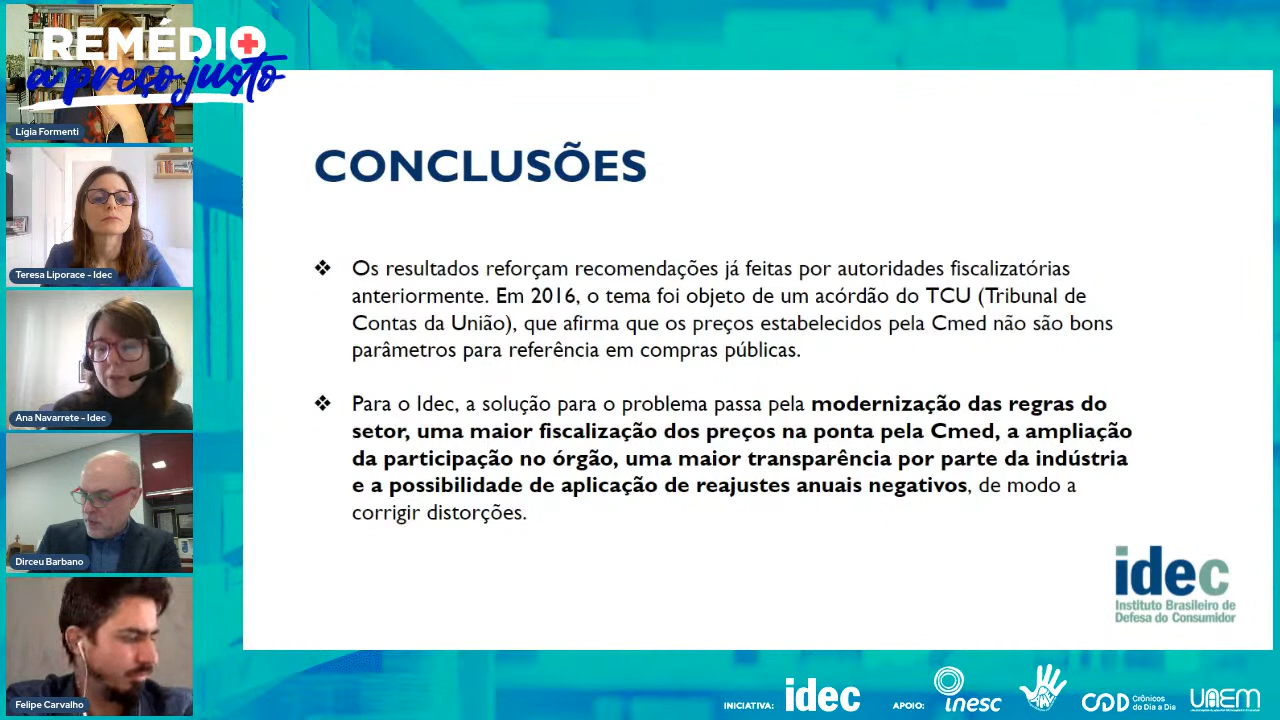 REMÉDIO
a preço justo
Lígia Formenti
Teresa Liporace - Idec
Ana Navarrete - Idec
Dirceu Barbano
Felipe Carvalho
CONCLUSÕES
❖ Os resultados reforçam recomendações já feitas por autoridades fiscalizatórias
anteriormente. Em 2016, o tema foi objeto de um acórdão do TCU (Tribunal de
Contas da União), que afirma que os preços estabelecidos pela Cmed não são bons
parâmetros para referência em compras públicas.
❖ Para o Idec, a solução para o problema passa pela modernização das regras do
setor, uma maior fiscalização dos preços na ponta pela Cmed, a ampliação
da participação no órgão, uma maior transparência por parte da indústria
e a possibilidade de aplicação de reajustes anuais negativos, de modo a
corrigir distorções.
idec
Instituto Brasileiro de
Defesa do Consumidor
INICIATIVA: idec APOIO: inesc CDD Crônicos do Dia a Dia UAEM